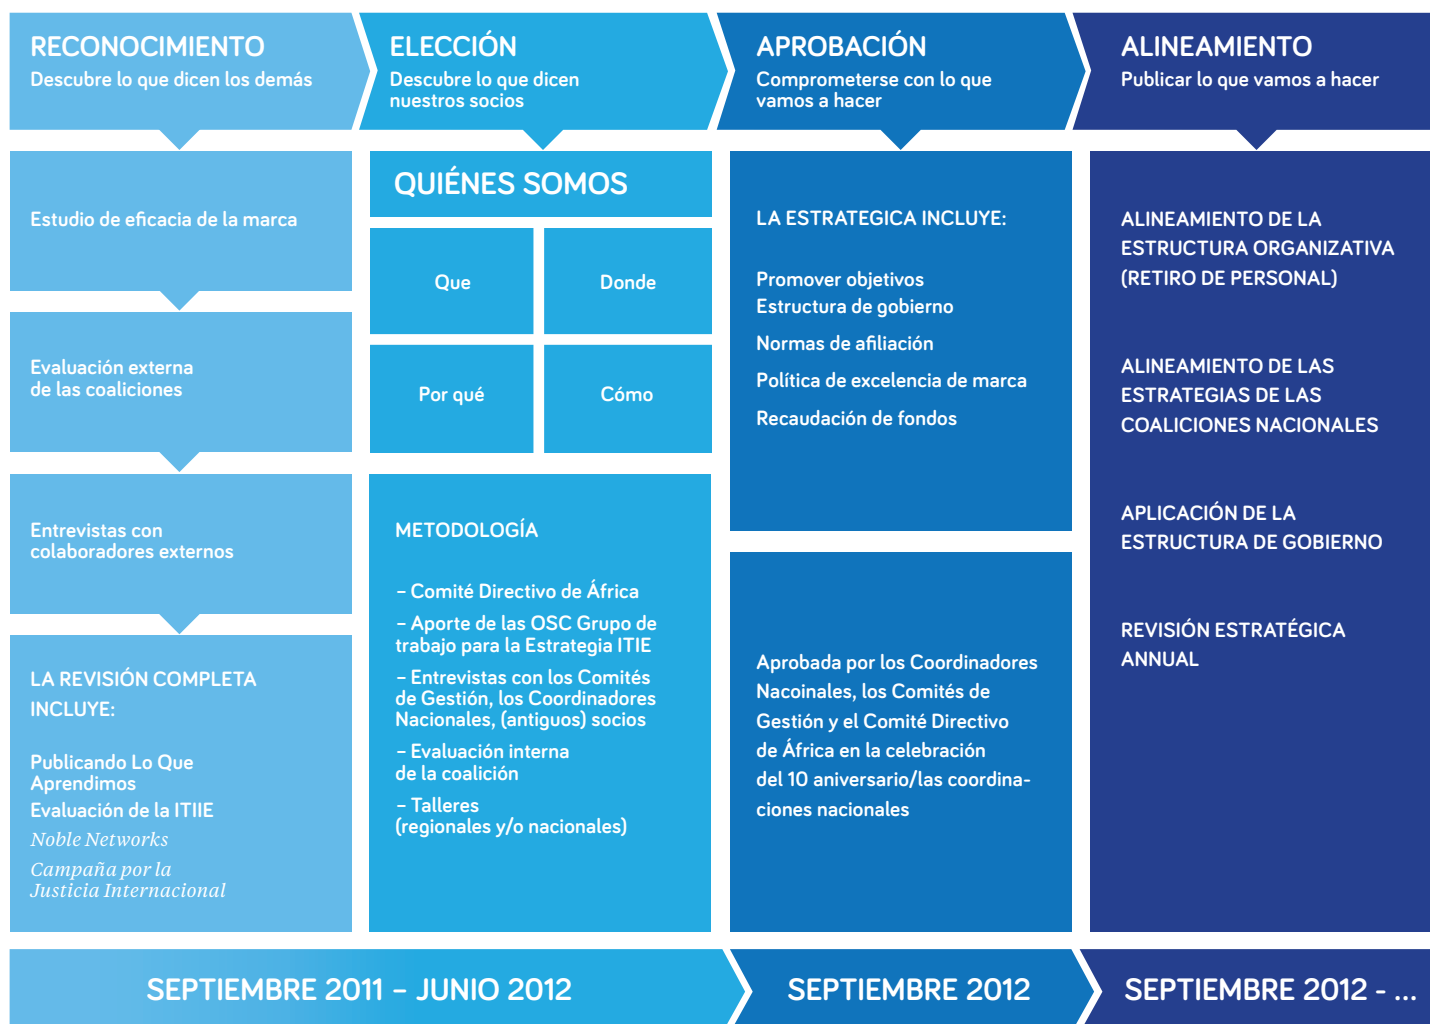 RECONOCIMIENTO
Descubre lo que dicen los demás
Estudio de eficacia de la marca
Evaluación externa
de las coaliciones
Entrevistas con
colaboradores externos
LA REVISIÓN COMPLETA
INCLUYE:
Publicando Lo Que
Aprendimos
Evaluación de la ITIIE
Noble Networks
Campaña por la
Justicia Internacional
ELECCIÓN
Descubre lo que dicen
nuestros socios
QUIÉNES SOMOS
Que
Donde
Por qué
Cómo
METODOLOGÍA
– Comité Directivo de África
– Aporte de las OSC Grupo de
trabajo para la Estrategia ITIE
– Entrevistas con los Comités
de Gestión, los Coordinadores
Nacionales, (antiguos) socios
– Evaluación interna
de la coalición
– Talleres
(regionales y/o nacionales)
APROBACIÓN
Comprometerse con lo que
vamos a hacer
LA ESTRATEGICA INCLUYE:
Promover objetivos
Estructura de gobierno
Normas de afiliación
Política de excelencia de marca
Recaudación de fondos
Aprobada por los Coordinadores
Nacoinales, los Comités de
Gestión y el Comité Directivo
de África en la celebración
del 10 aniversario/las coordina-
ciones nacionales
ALINEAMIENTO
Publicar lo que vamos a hacer
ALINEAMIENTO DE LA
ESTRUCTURA ORGANIZATIVA
(RETIRO DE PERSONAL)
ALINEAMIENTO DE LAS
ESTRATEGIAS DE LAS
COALICIONES NACIONALES
APLICACIÓN DE LA
ESTRUCTURA DE GOBIERNO
REVISIÓN ESTRATÉGICA
ANNUAL
SEPTIEMBRE 2011 – JUNIO 2012
SEPTIEMBRE 2012
SEPTIEMBRE 2012 - ...